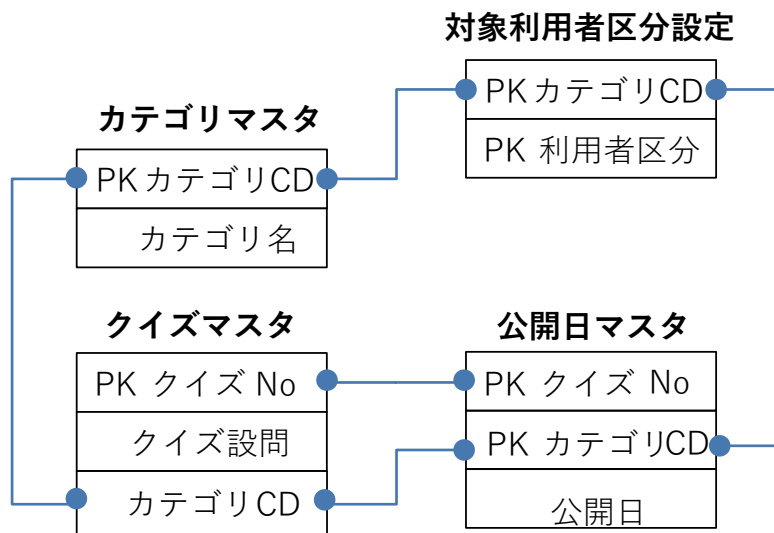 対象利用者区分設定
PK カテゴリCD
PK 利用者区分
カテゴリマスタ
PK カテゴリCD
カテゴリ名
クイズマスタ
PK クイズ No
クイズ設問
カテゴリCD
公開日マスタ
PK クイズ No
PK カテゴリCD
公開日